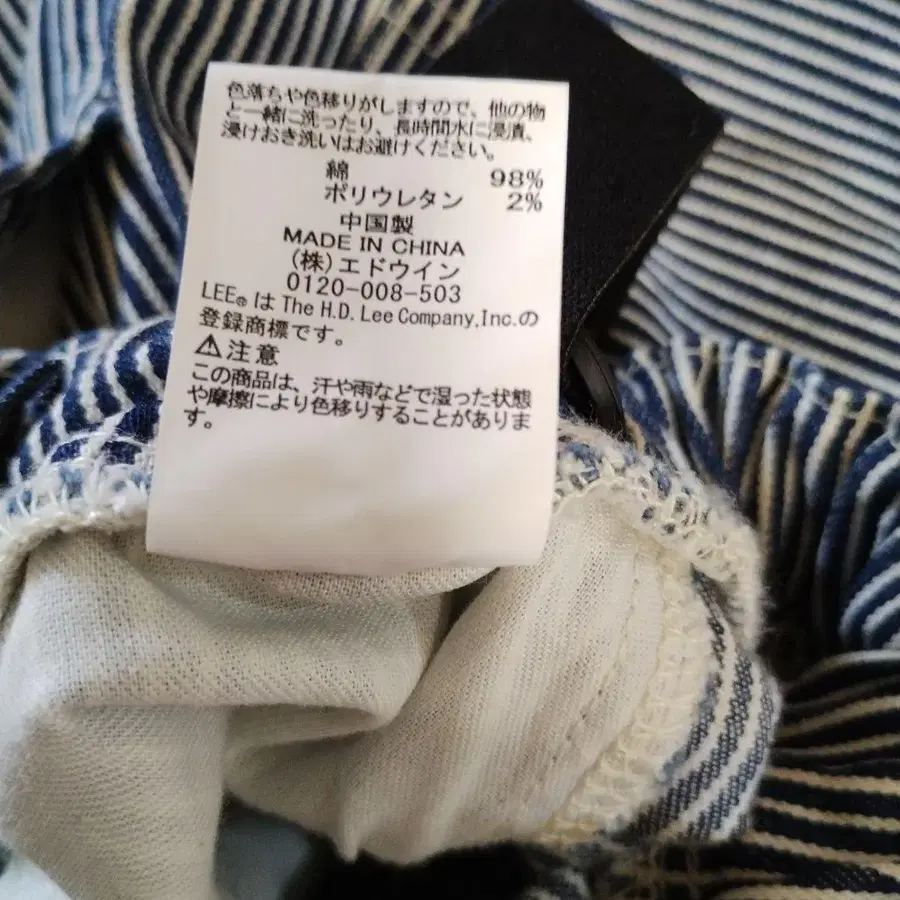 色落ちや色移りがしますので、他の物
と一緒に洗ったり、長時間水に浸漬、
浸けおき洗いはお避けください。
綿 98%
ポリウレタン 2%
中国製
MADE IN CHINA
(株)エドウイン
0120-008-503
LEE®は The H.D. Lee Company,Inc.の
登録商標です。
⚠注意
この商品は、汗や雨などで湿った状態
や摩擦により色移りすることがありま
す。